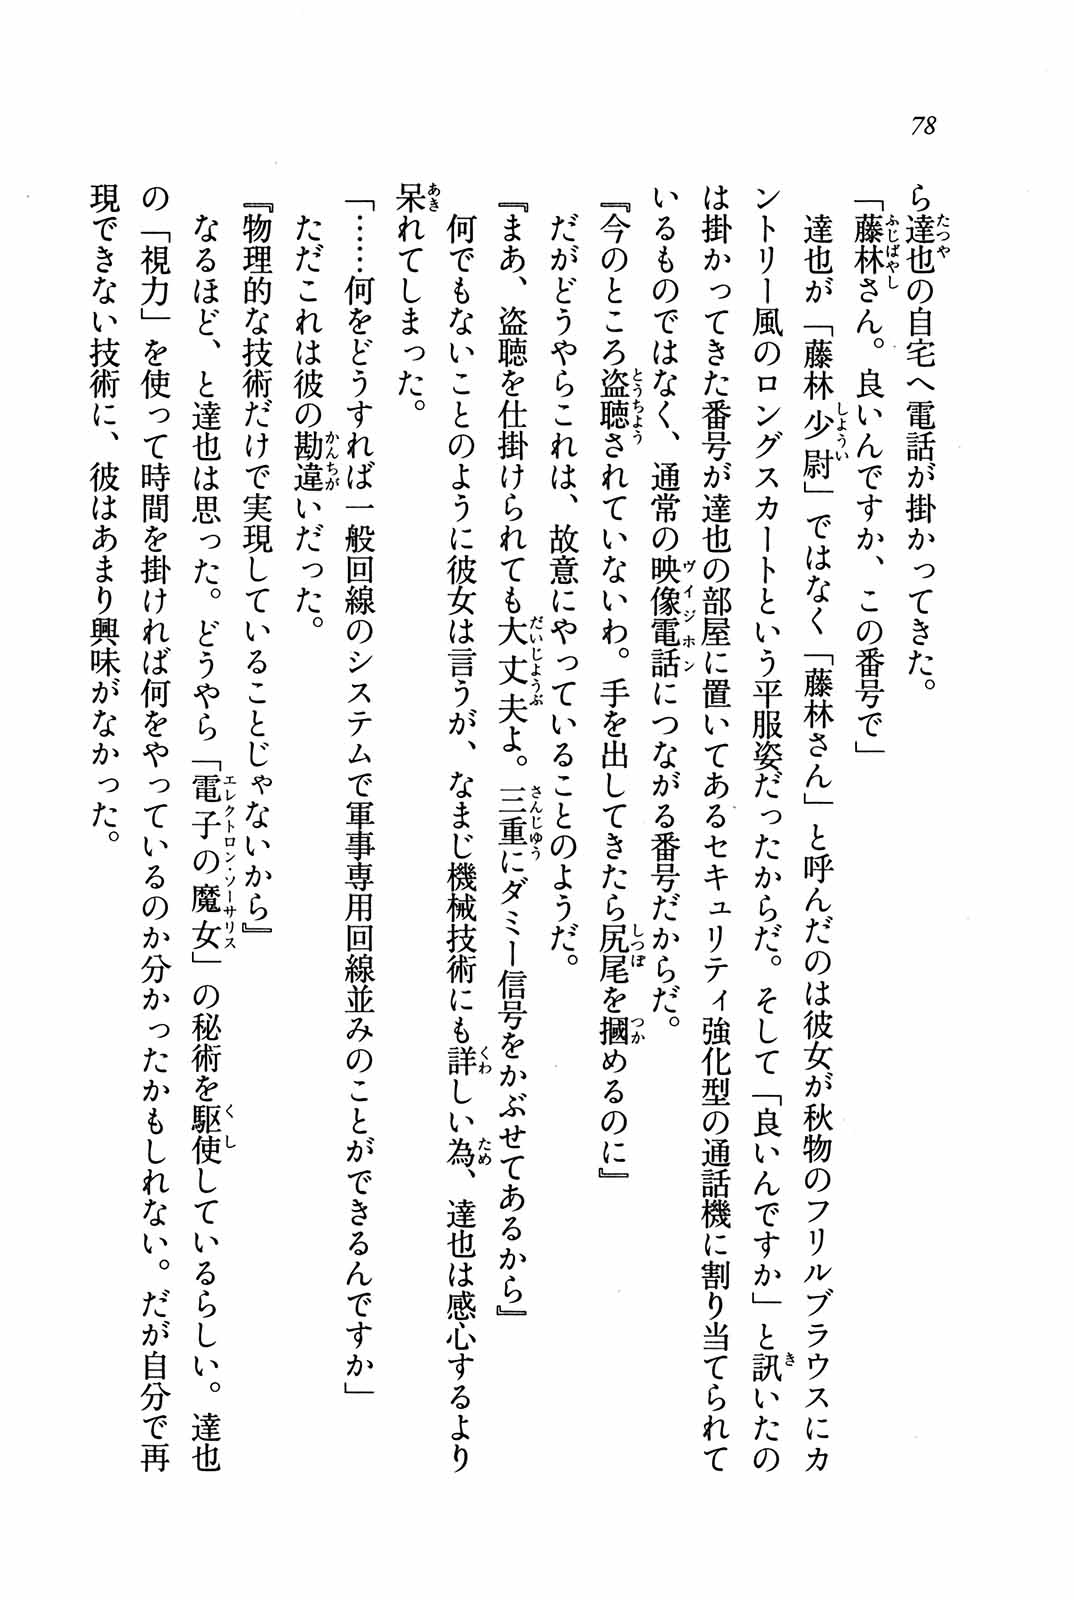 78
ら達也の自宅へ電話が掛かってきた。
「藤林さん。良いんですか、この番号で」
達也が「藤林少尉」ではなく「藤林さん」と呼んだのは彼女が秋物のフリルブラウスにカ
ントリー風のロングスカートという平服姿だったからだ。そして「良いんですか」と訊いたの
は掛かってきた番号が達也の部屋に置いてあるセキュリティ強化型の通話機に割り当てられて
いるものではなく、通常の映像電話につながる番号だからだ。
『今のところ盗聴されていないわ。手を出してきたら尻尾を摑めるのに』
だがどうやらこれは、故意にやっていることのようだ。
『まあ、盗聴を仕掛けられても大丈夫よ。三重にダミー信号をかぶせてあるから』
何でもないことのように彼女は言うが、なまじ機械技術にも詳しい為、達也は感心するより
呆れてしまった。
「……何をどうすれば一般回線のシステムで軍事専用回線並みのことができるんですか」
ただこれは彼の勘違いだった。
『物理的な技術だけで実現していることじゃないから』
なるほど、と達也は思った。どうやら「電子の魔女」の秘術を駆使しているらしい。達也
の「視力」を使って時間を掛ければ何をやっているのか分かったかもしれない。だが自分で再
現できない技術に、彼はあまり興味がなかった。